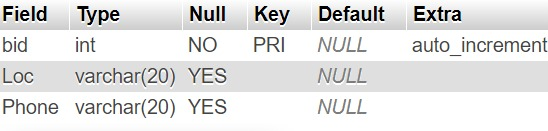 Field Type Null Key Default Extra
bid int NO PRI NULL auto_increment
Loc varchar(20) YES NULL
Phone varchar(20) YES NULL